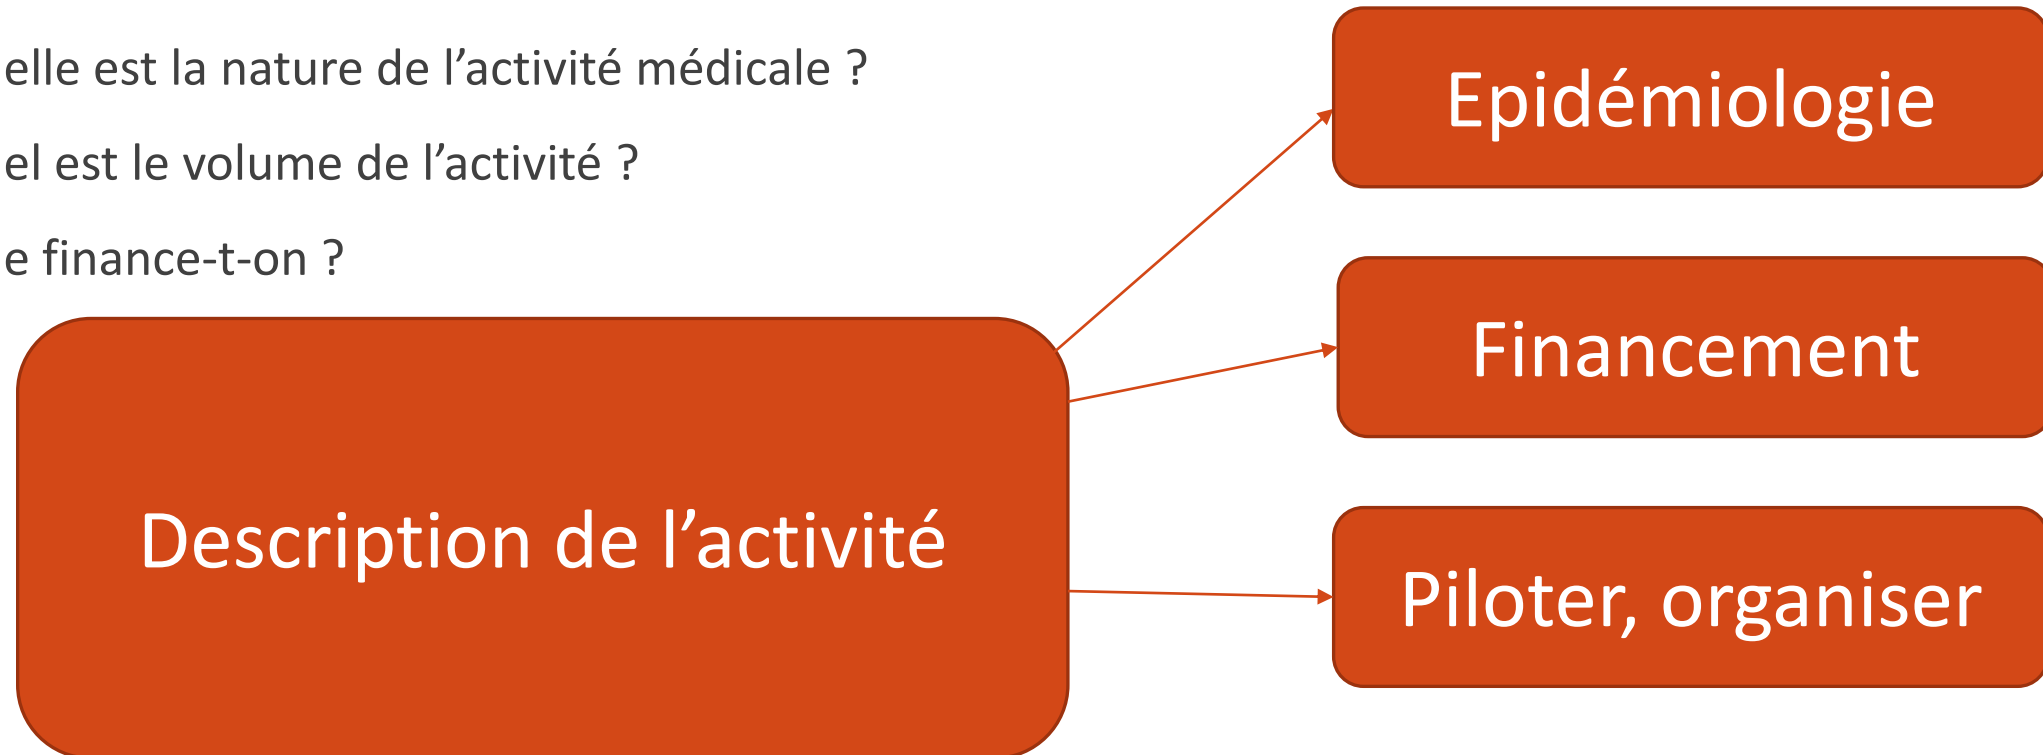 elle est la nature de l’activité médicale ?
el est le volume de l’activité ?
e finance-t-on ?
Epidémiologie
Financement
Description de l’activité
Piloter, organiser